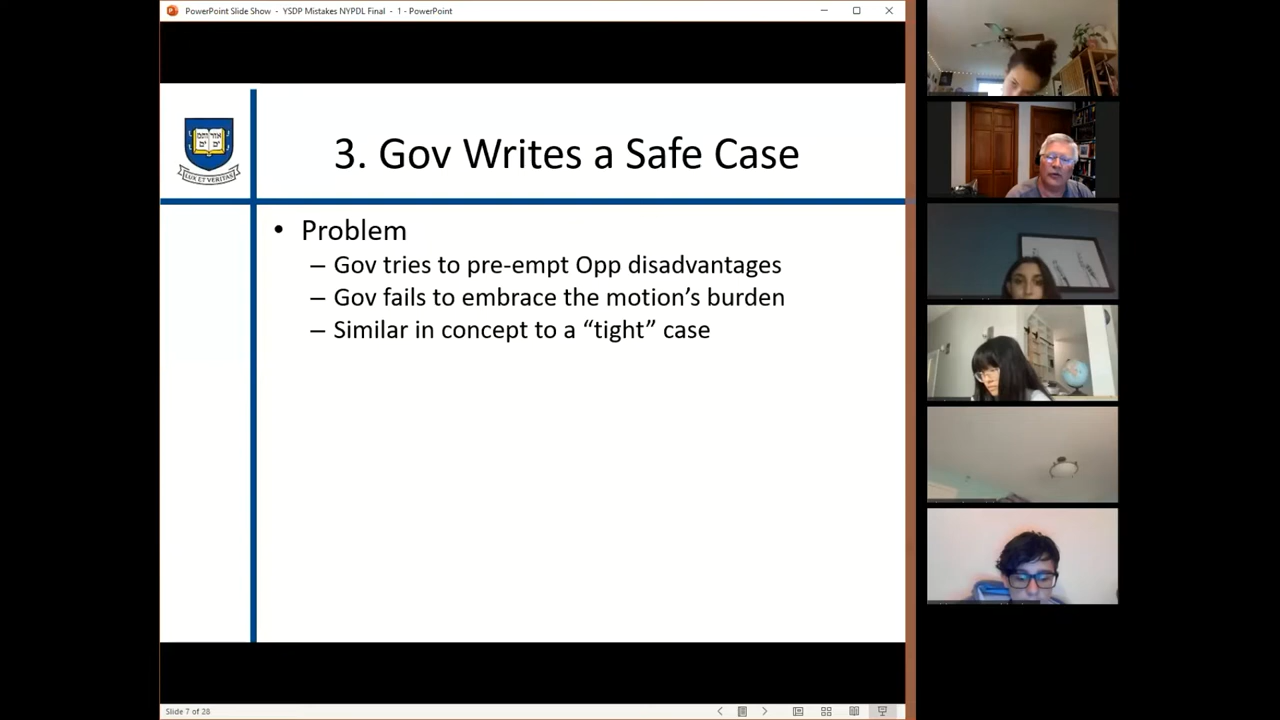 PowerPoint Slide Show - YSDP Mistakes NYPDL Final - 1 - PowerPoint
3. Gov Writes a Safe Case
אורים
ותמים
LUX ET VERITAS
• Problem
– Gov tries to pre-empt Opp disadvantages
– Gov fails to embrace the motion’s burden
– Similar in concept to a “tight” case
Slide 7 of 28